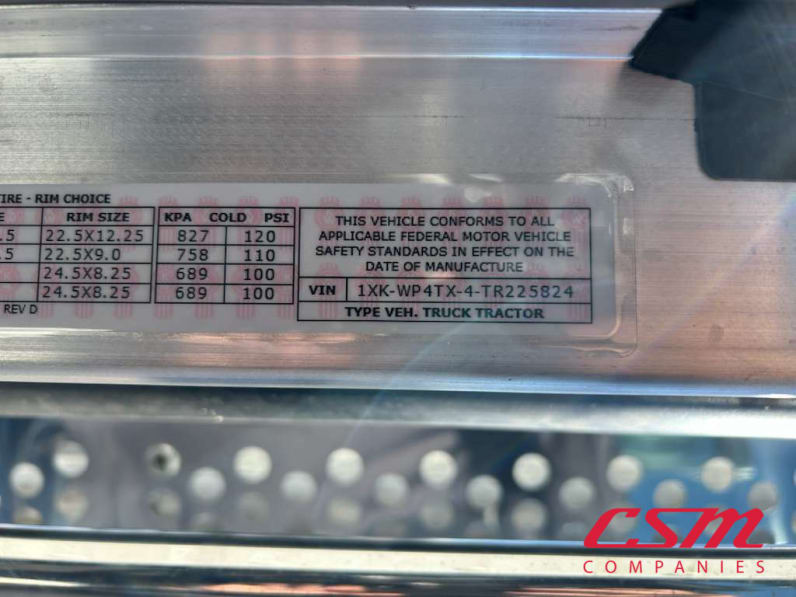 TIRE - RIM CHOICE
E RIM SIZE KPA COLD PSI
.5 22.5X12.25 827 120
.5 22.5X9.0 758 110
24.5X8.25 689 100
24.5X8.25 689 100
REV D
THIS VEHICLE CONFORMS TO ALL
APPLICABLE FEDERAL MOTOR VEHICLE
SAFETY STANDARDS IN EFFECT ON THE
DATE OF MANUFACTURE
VIN 1XK-WP4TX-4-TR225824
TYPE VEH. TRUCK TRACTOR
CSM
COMPANIES